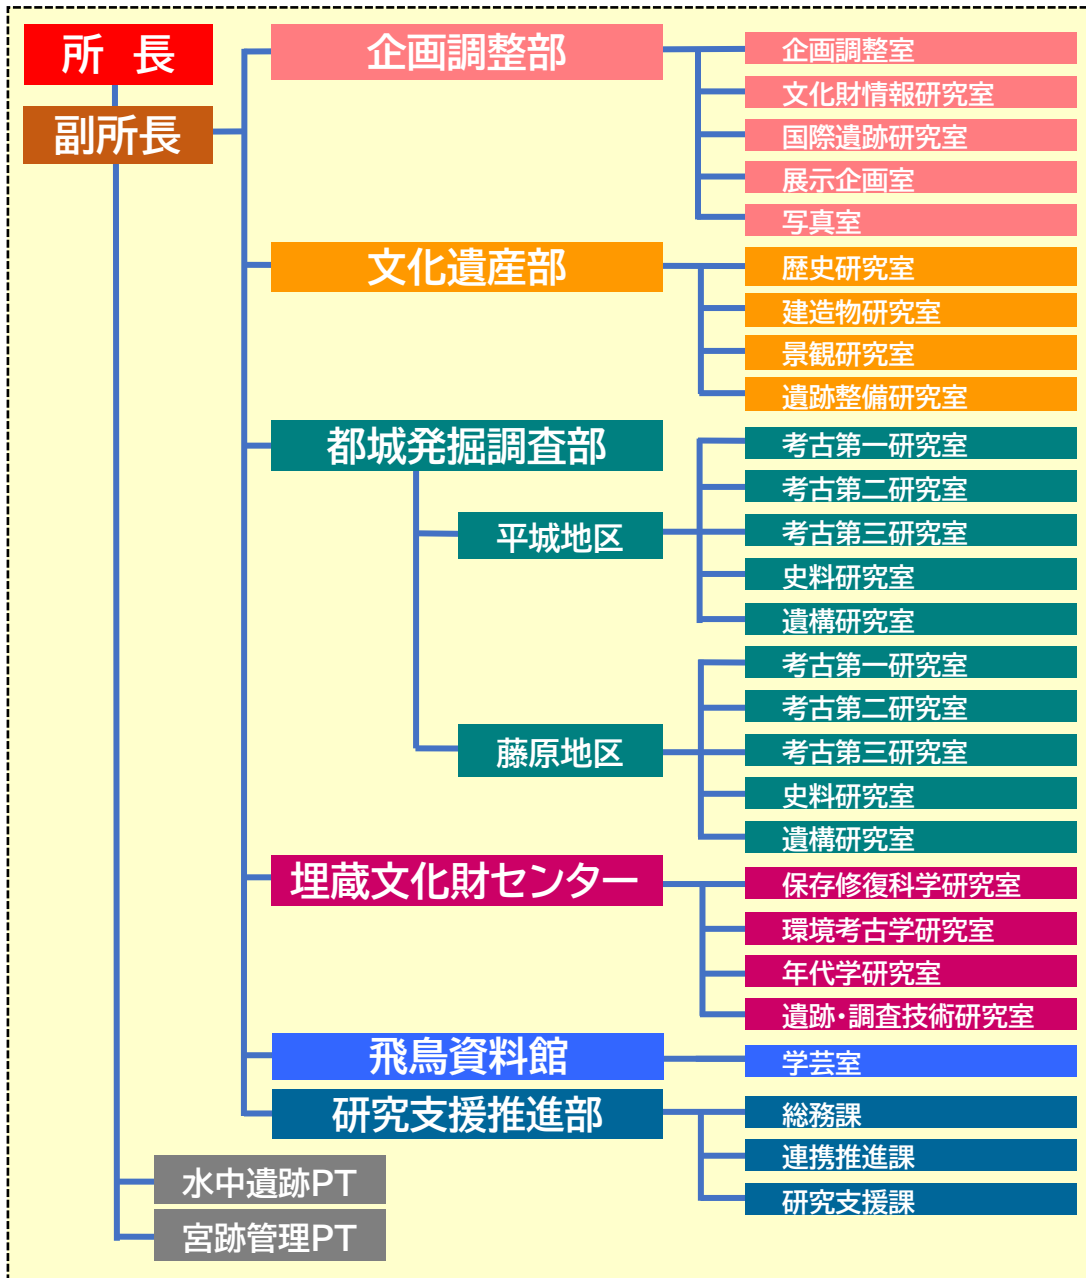 所 長
副所長
企画調整部
企画調整室
文化財情報研究室
国際遺跡研究室
展示企画室
写真室
文化遺産部
歴史研究室
建造物研究室
景観研究室
遺跡整備研究室
都城発掘調査部
平城地区
考古第一研究室
考古第二研究室
考古第三研究室
史料研究室
遺構研究室
藤原地区
考古第一研究室
考古第二研究室
考古第三研究室
史料研究室
遺構研究室
埋蔵文化財センター
保存修復科学研究室
環境考古学研究室
年代学研究室
遺跡・調査技術研究室
飛鳥資料館
学芸室
研究支援推進部
総務課
連携推進課
研究支援課
水中遺跡PT
宮跡管理PT